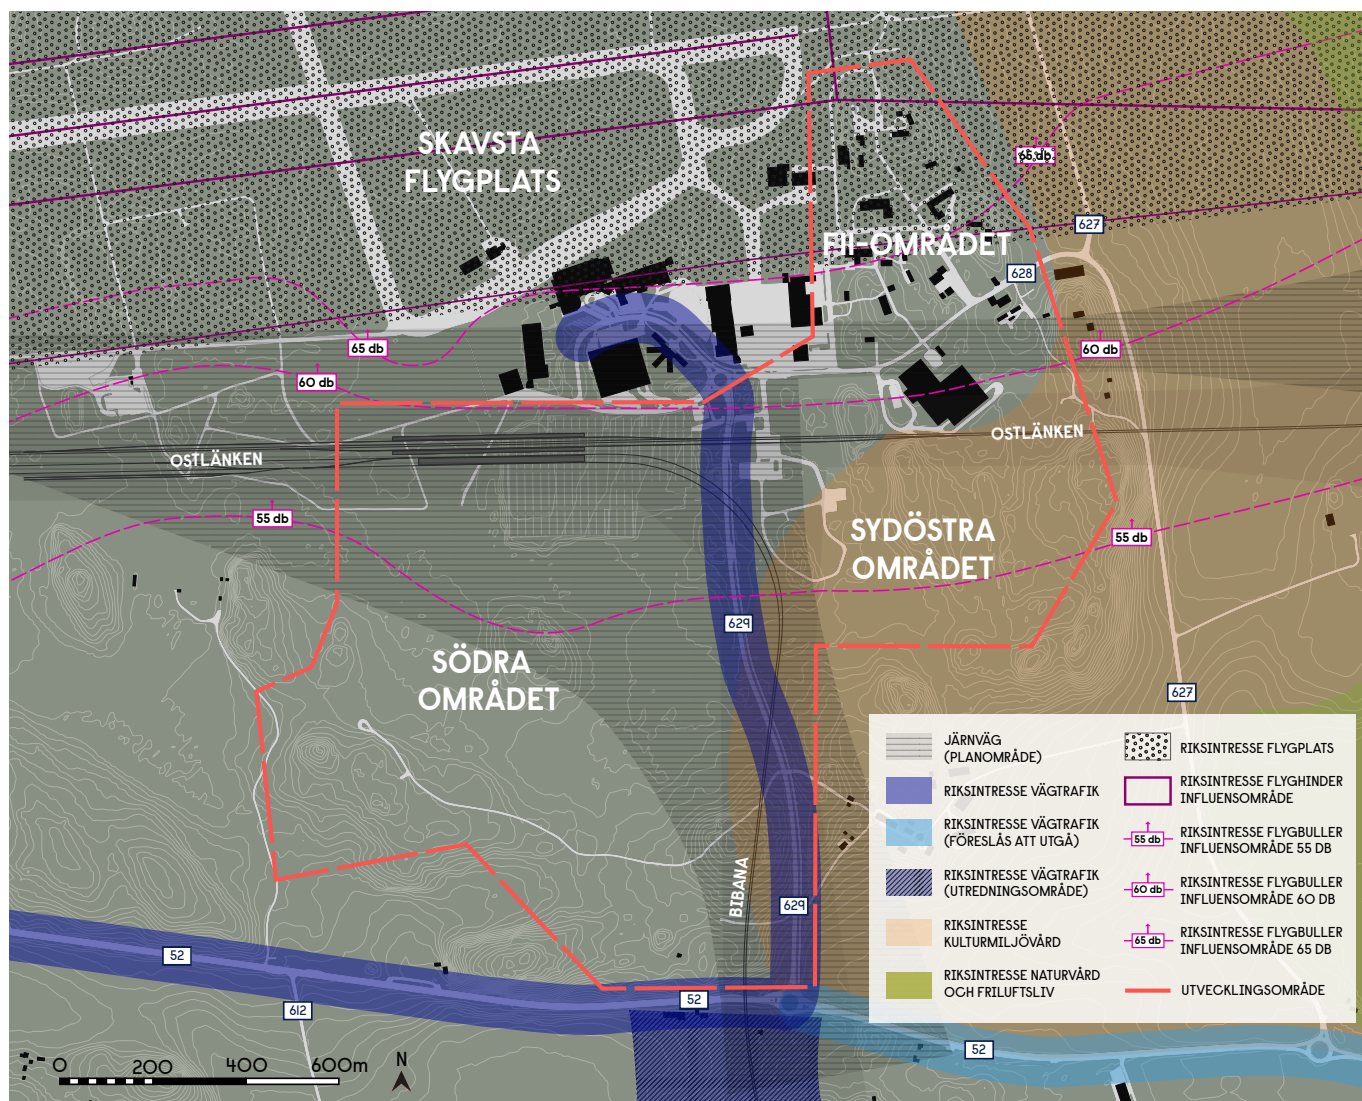 SKAVSTA
FLYGPLATS
65 db
F11-OMRÅDET
627
628
65 db
60 db
60 db
OSTLÄNKEN
OSTLÄNKEN
55 db
SYDÖSTRA
OMRÅDET
55 db
629
SÖDRA
OMRÅDET
627
JÄRNVÄG
(PLANOMRÅDE)
RIKSINTRESSE VÄGTRAFIK
RIKSINTRESSE VÄGTRAFIK
(FÖRESLÅS ATT UTGÅ)
RIKSINTRESSE VÄGTRAFIK
(UTREDNINGSOMRÅDE)
RIKSINTRESSE
KULTURMILJÖVÅRD
RIKSINTRESSE NATURVÅRD
OCH FRILUFTSLIV
RIKSINTRESSE FLYGPLATS
RIKSINTRESSE FLYGHINDER
INFLUENSOMRÅDE
55 db
RIKSINTRESSE FLYGBULLER
INFLUENSOMRÅDE 55 DB
60 db
RIKSINTRESSE FLYGBULLER
INFLUENSOMRÅDE 60 DB
65 db
RIKSINTRESSE FLYGBULLER
INFLUENSOMRÅDE 65 DB
UTVECKLINGSOMRÅDE
BIBANA
629
52
52
612
52
0 200 400 600m
N